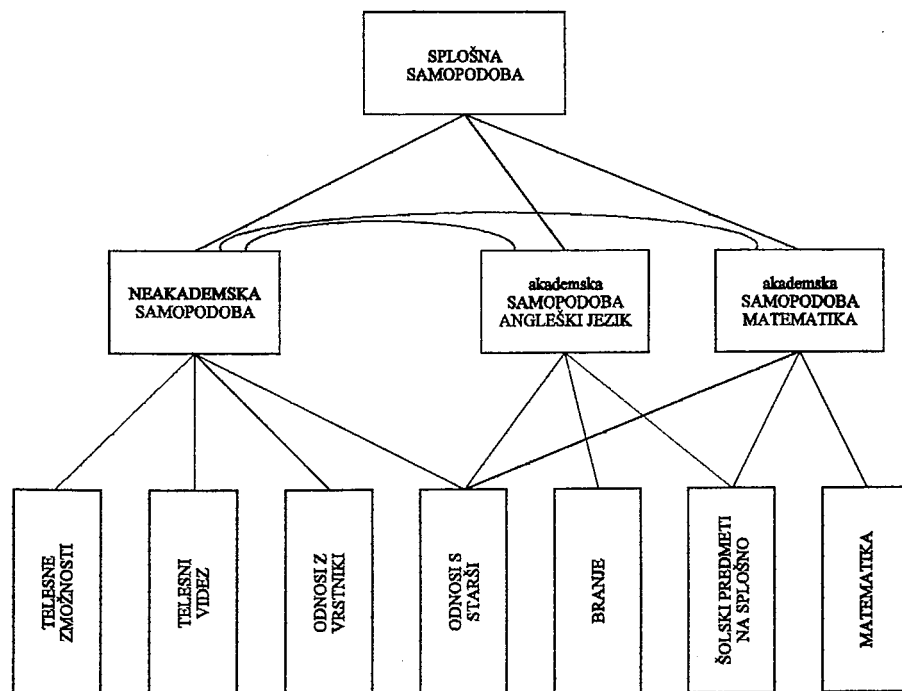 SPLOŠNA
SAMOPODOBA
NEAKADEMSKA
SAMOPODOBA
akademska
SAMOPODOBA
ANGLEŠKI JEZIK
akademska
SAMOPODOBA
MATEMATIKA
TELESNE
ZMOŽNOSTI
TELESNI
VIDEZ
ODNOSI Z
VRSTNIKI
ODNOSI S
STARŠI
BRANJE
ŠOLSKI PREDMETI
NA SPLOŠNO
MATEMATIKA